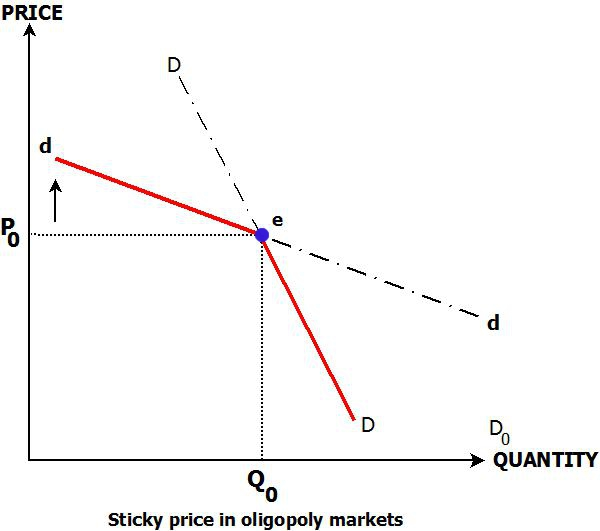 PRICE
D
d
e
P0
d
D
D0
QUANTITY
Q0
Sticky price in oligopoly markets